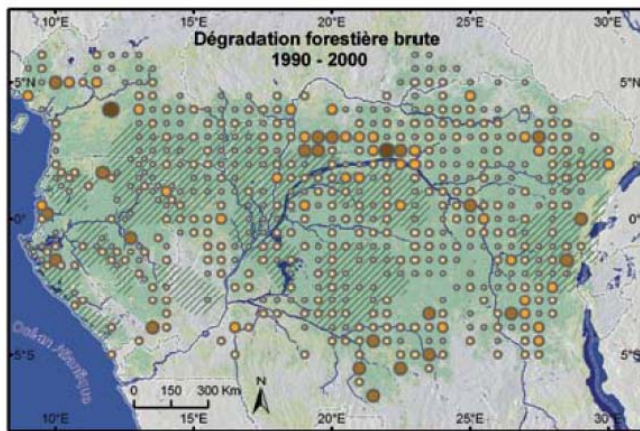 10°E 15°E 20°E 25°E 30°E
Dégradation forestière brute
1990 - 2000
5°N 5°N
0° 0°
5°S 5°S
Océan Atlantique
0 150 300 Km
N
10°E 15°E 20°E 25°E 30°E